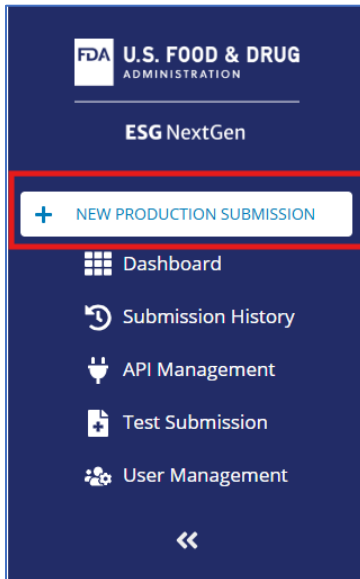 FDA
U.S. FOOD & DRUG
ADMINISTRATION
ESG NextGen
+ NEW PRODUCTION SUBMISSION
Dashboard
Submission History
API Management
Test Submission
User Management